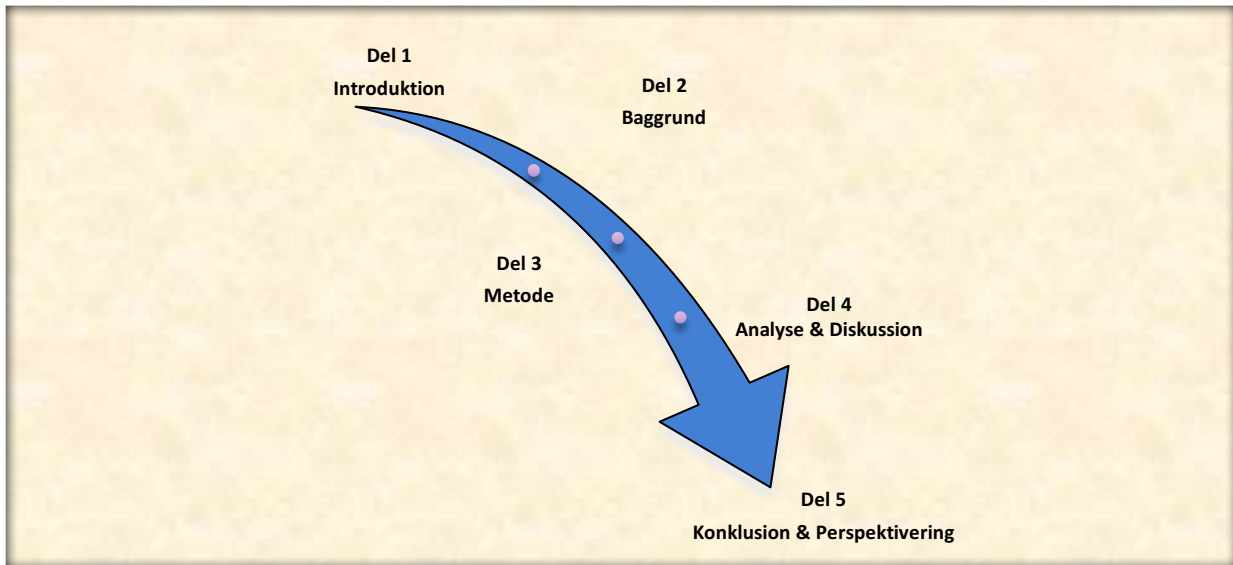 Del 1
Introduktion
Del 2
Baggrund
Del 3
Metode
Del 4
Analyse & Diskussion
Del 5
Konklusion & Perspektivering